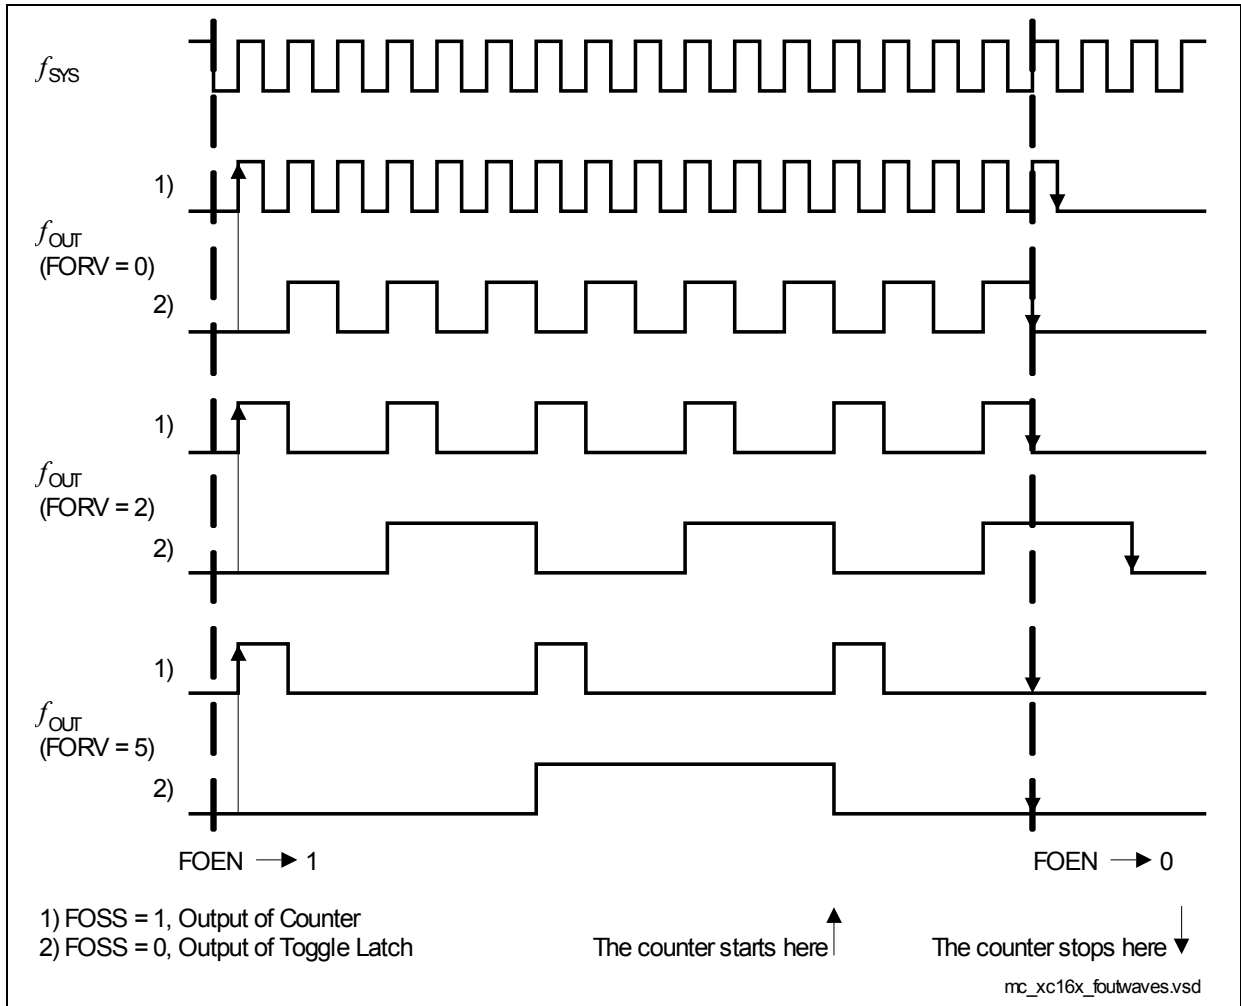 fSYS
1)
fOUT
(FORV = 0)
2)
1)
fOUT
(FORV = 2)
2)
1)
fOUT
(FORV = 5)
2)
FOEN → 1
FOEN → 0
1) FOSS = 1, Output of Counter
2) FOSS = 0, Output of Toggle Latch
The counter starts here
The counter stops here
mc_xc16x_foutwaves.vsd